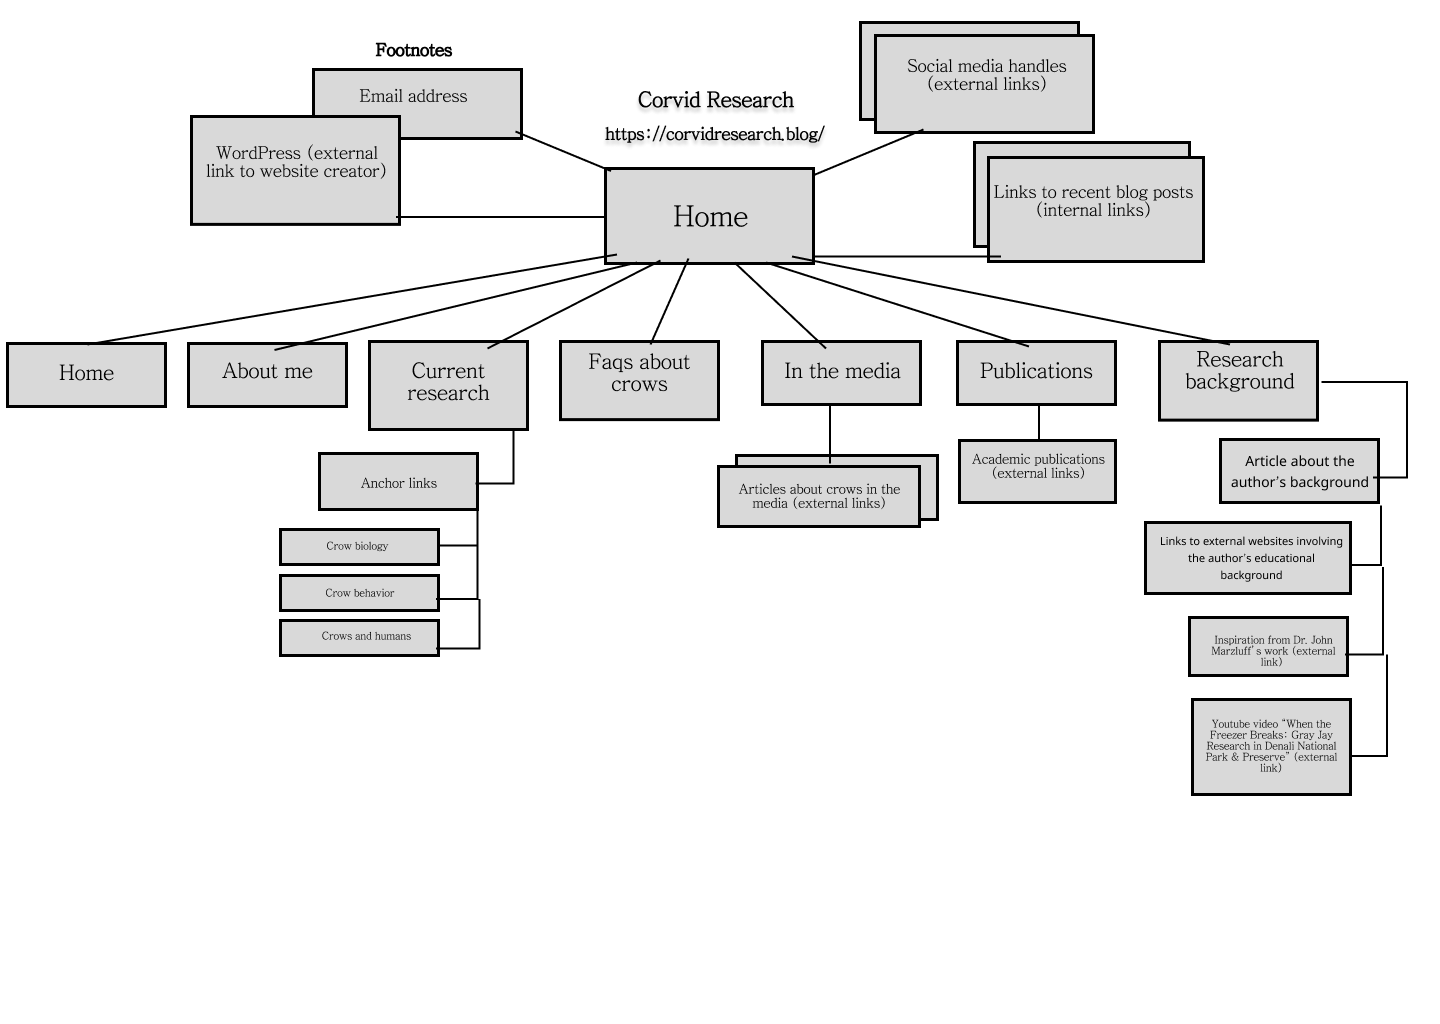 Footnotes
Email address
WordPress (external
link to website creator)
Corvid Research
https://corvidresearch.blog/
Social media handles
(external links)
Links to recent blog posts
(internal links)
Home
Home
About me
Current
research
Faqs about
crows
In the media
Publications
Research
background
Anchor links
Crow biology
Crow behavior
Crows and humans
Articles about crows in the
media (external links)
Academic publications
(external links)
Article about the
author's background
Links to external websites involving
the author's educational
background
Inspiration from Dr. John
Marzluff's work (external
link)
Youtube video "When the
Freezer Breaks: Gray Jay
Research in Denali National
Park & Preserve" (external
link)